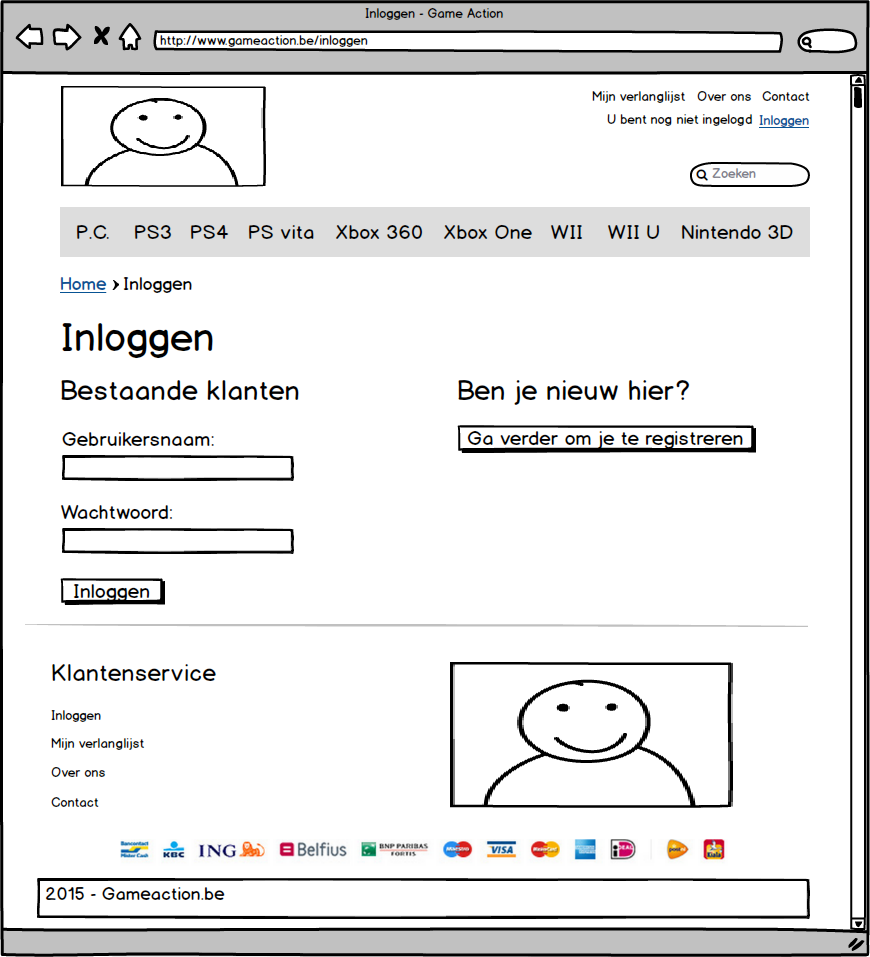 Inloggen - Game Action
http://www.gameaction.be/inloggen
Mijn verlanglijst Over ons Contact
U bent nog niet ingelogd Inloggen
Zoeken
P.C. PS3 PS4 PS vita Xbox 360 Xbox One WII WII U Nintendo 3D
Home › Inloggen
Inloggen
Bestaande klanten
Ben je nieuw hier?
Gebruikersnaam:
Ga verder om je te registreren
Wachtwoord:
Inloggen
Klantenservice
Inloggen
Mijn verlanglijst
Over ons
Contact
Bancontact
Mister Cash
KBC ING Belfius BNP PARIBAS
FORTIS
Maestro VISA MasterCard iDEAL Kiala
2015 - Gameaction.be